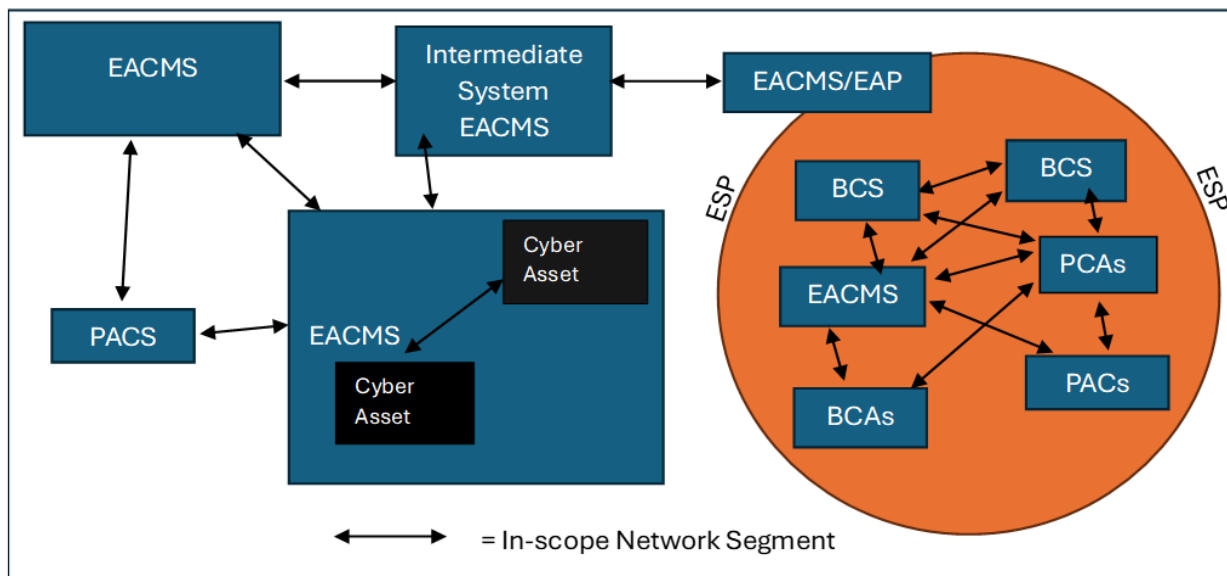 EACMS
Intermediate
System
EACMS
EACMS/EAP
ESP
ESP
BCS
BCS
PCAs
EACMS
PACs
BCAs
Cyber
Asset
EACMS
Cyber
Asset
PACS
= In-scope Network Segment